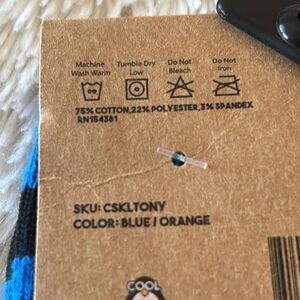 Machine Tumble Dry Do Not Do Not
Wash Warm Low Bleach Iron
75% COTTON, 22% POLYESTER, 3% SPANDEX
RN154381
SKU: CSKLTONY
COLOR: BLUE / ORANGE
COOL